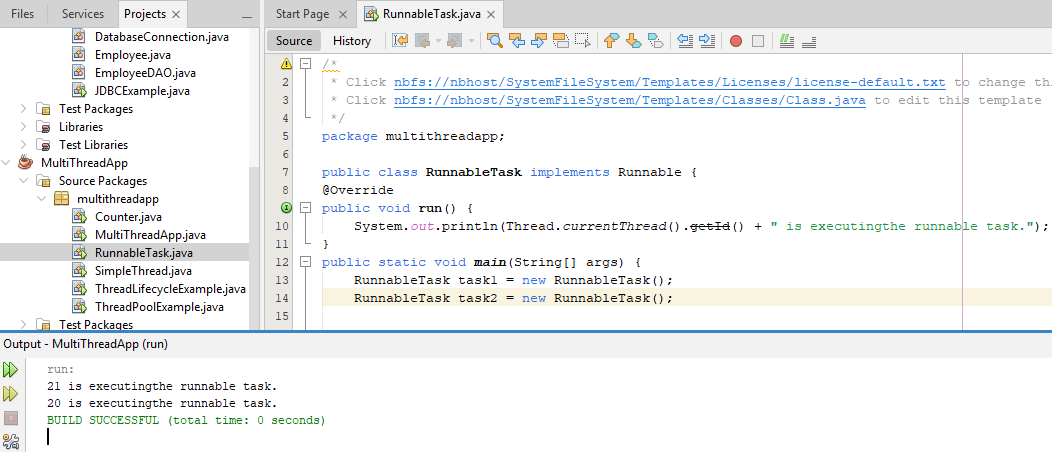 Files Services Projects
DatabaseConnection.java
Employee.java
EmployeeDAO.java
JDBCExample.java
Test Packages
Libraries
Test Libraries
MultiThreadApp
Source Packages
multithreadapp
Counter.java
MultiThreadApp.java
RunnableTask.java
SimpleThread.java
ThreadLifecycleExample.java
ThreadPoolExample.java
Test Packages
Start Page RunnableTask.java
Source History
/*
2 * Click nbfs://nbhost/SystemFileSystem/Templates/Licenses/license-default.txt to change thi
3 * Click nbfs://nbhost/SystemFileSystem/Templates/Classes/Class.java to edit this template
4 */
5 package multithreadapp;
6
7 public class RunnableTask implements Runnable {
8 @Override
public void run() {
10 System.out.println(Thread.currentThread().getId() + " is executingthe runnable task.");
11 }
12 public static void main(String[] args) {
13 RunnableTask task1 = new RunnableTask();
14 RunnableTask task2 = new RunnableTask();
15
Output - MultiThreadApp (run)
run:
21 is executingthe runnable task.
20 is executingthe runnable task.
BUILD SUCCESSFUL (total time: 0 seconds)